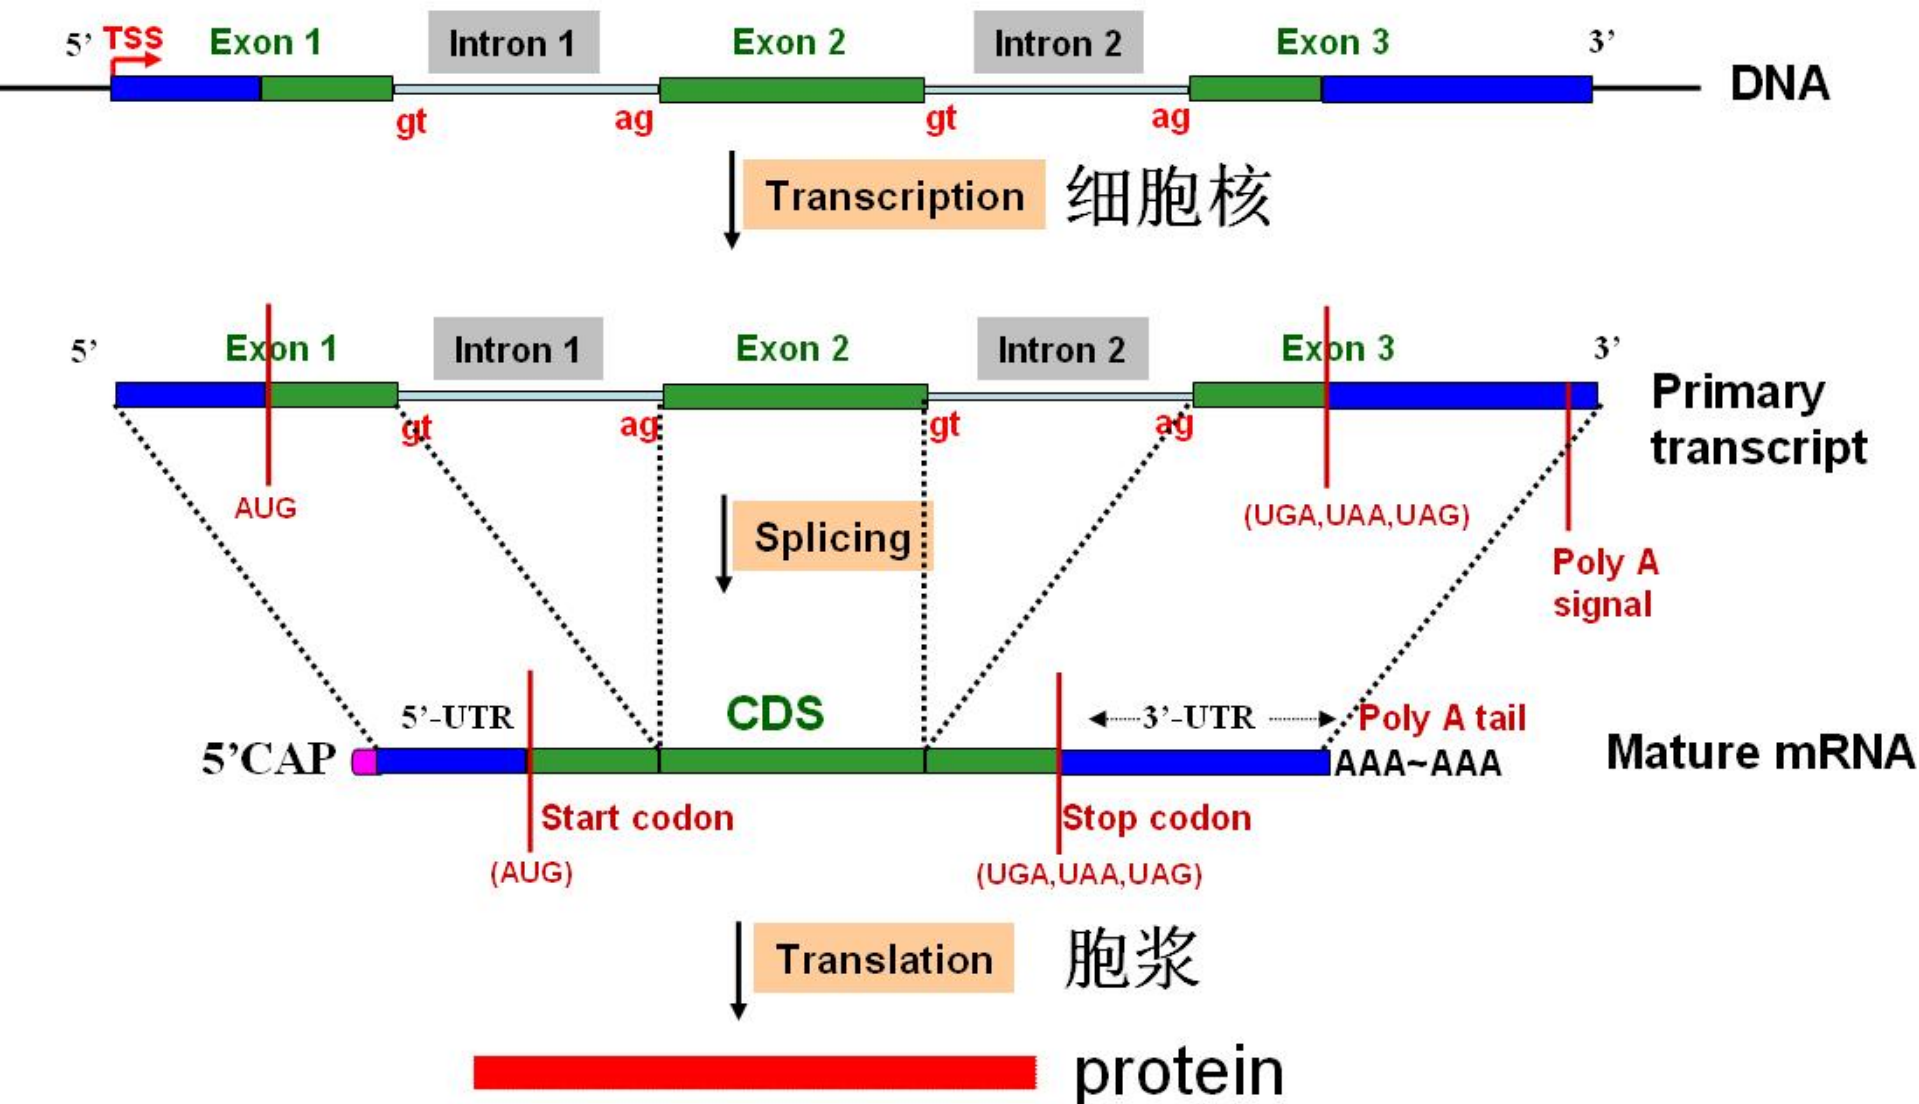 5’ TSS Exon 1 Intron 1 Exon 2 Intron 2 Exon 3 3’
DNA
gt ag gt ag
Transcription 细胞核
5’ Exon 1 Intron 1 Exon 2 Intron 2 Exon 3 3’
Primary
transcript
gt ag gt ag
AUG (UGA,UAA,UAG)
Splicing
Poly A
signal
5’-UTR CDS 3’-UTR Poly A tail
5’CAP AAA~AAA Mature mRNA
Start codon Stop codon
(AUG) (UGA,UAA,UAG)
Translation 胞浆
protein